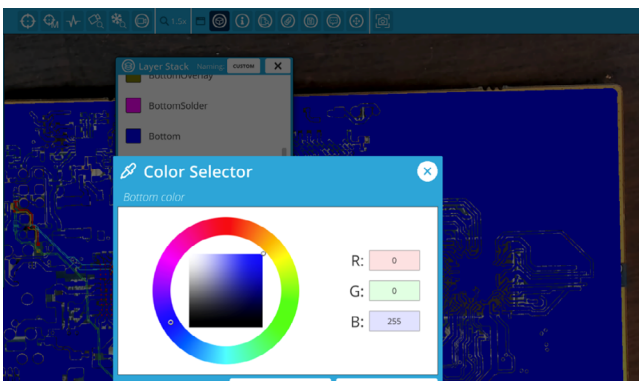 1.5x
Layer Stack Naming: CUSTOM X
BottomOverlay
BottomSolder
Bottom
Color Selector
Bottom color
R: 0
G: 0
B: 255